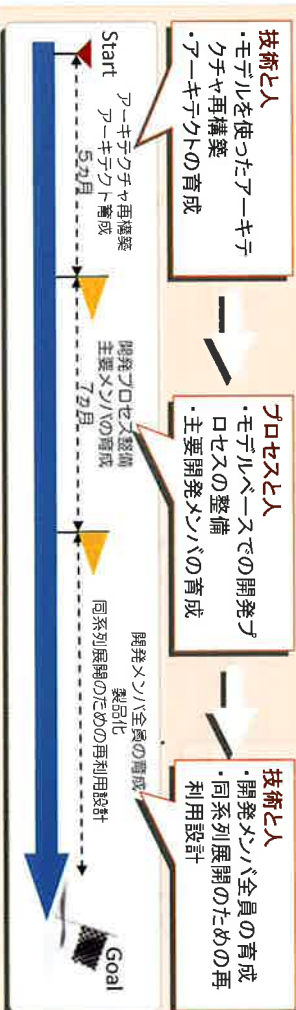 技術と人
・モデルを使ったアーキテ
クチャ再構築
・アーキテクトの育成
プロセスと人
・モデルベースでの開発プ
ロセスの整備
・主要開発メンバの育成
技術と人
・開発メンバ全員の育成
・同系列展開のための再
利用設計
Start
アーキテクチャ再構築
アーキテクト育成
5ヵ月
開発プロセス整備
主要メンバの育成
7ヵ月
開発メンバ全員の育成
製品化
同系列展開のための再利用設計
Goal